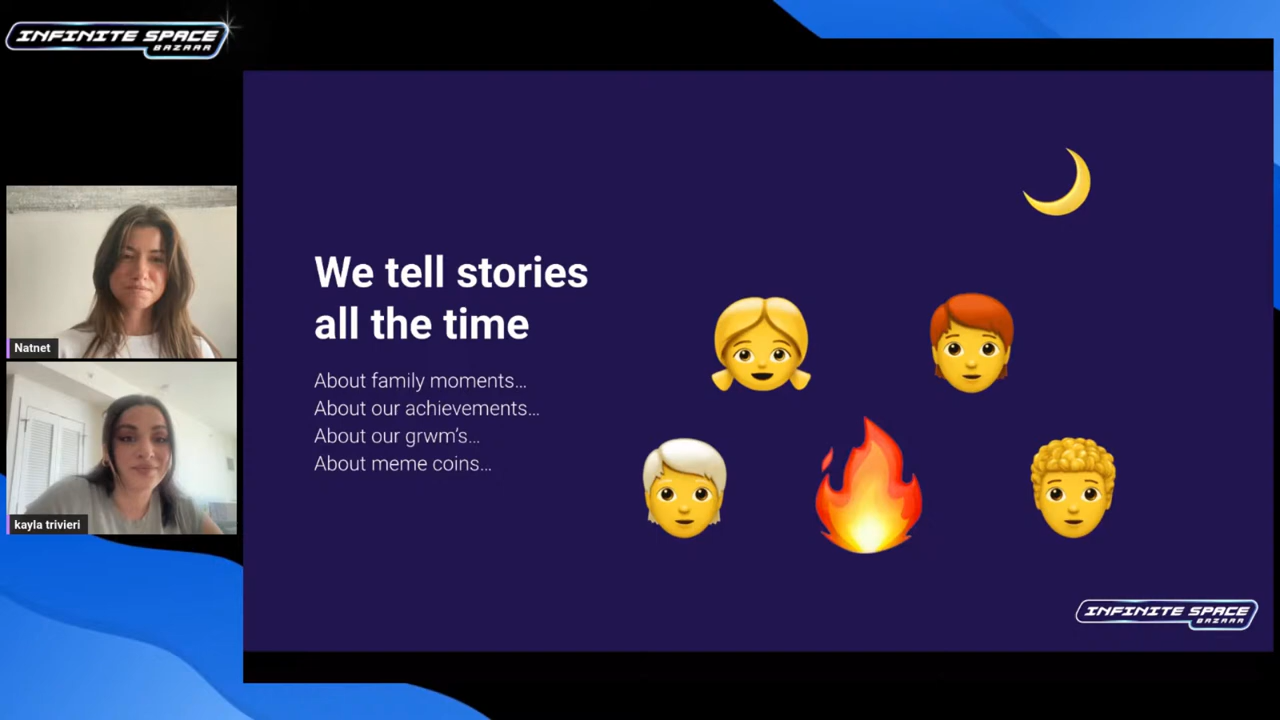 INFINITE SPACE
BAZAAR
Natnet
kayla trivieri
We tell stories
all the time
About family moments...
About our achievements...
About our grwm's...
About meme coins...
INFINITE SPACE
BAZAAR